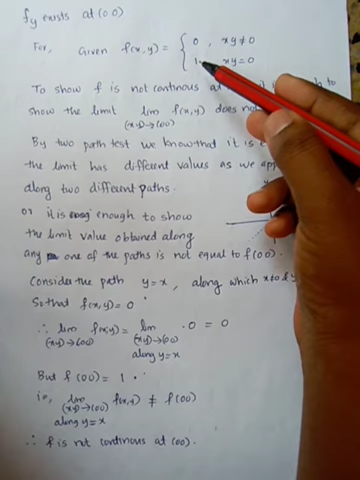 fy exists at (0 0)
For, Given f(x,y) = { 0 , xy ≠ 0
1 xy = 0
To show f is not continous at to
show the limit lim f(x,y) does
(x,y)→(0 0)
By two path test we know that it is
the limit has different values as we
along two different paths.
or it is enough to show
the limit value obtained along
any one of the paths is not equal to f(0 0).
Consider the path y=x, along which x≠0 & y
So that f(x,y) = 0
∴ lim f(x,y) = lim 0 = 0
(x,y)→(0 0) (x,y)→(0 0)
along y=x
But f(0 0) = 1 .
i.e, lim f(x,y) ≠ f(0 0)
(x,y)→(0 0)
along y=x
∴ f is not continous at (0 0).